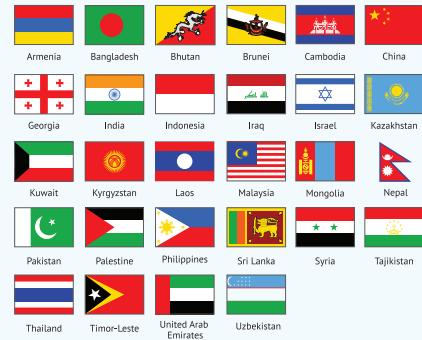 Armenia
Bangladesh
Bhutan
Brunei
Cambodia
China
Georgia
India
Indonesia
Iraq
Israel
Kazakhstan
Kuwait
Kyrgyzstan
Laos
Malaysia
Mongolia
Nepal
Pakistan
Palestine
Philippines
Sri Lanka
Syria
Tajikistan
Thailand
Timor-Leste
United Arab
Emirates
Uzbekistan